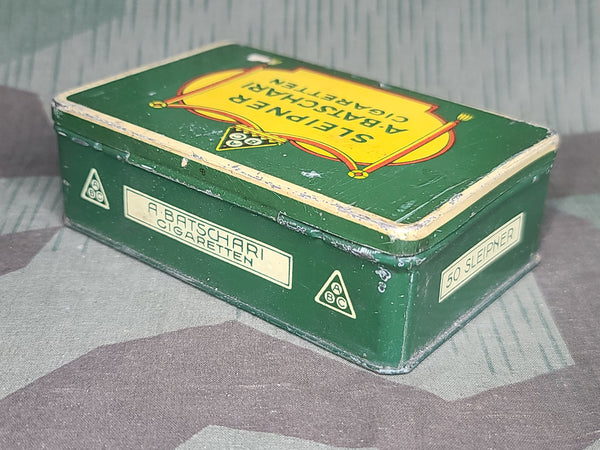 SLEIPNER
A. BATSCHARI
CIGARETTEN
A
B C
A. BATSCHARI
CIGARETTEN
A
B C
50 SLEIPNER